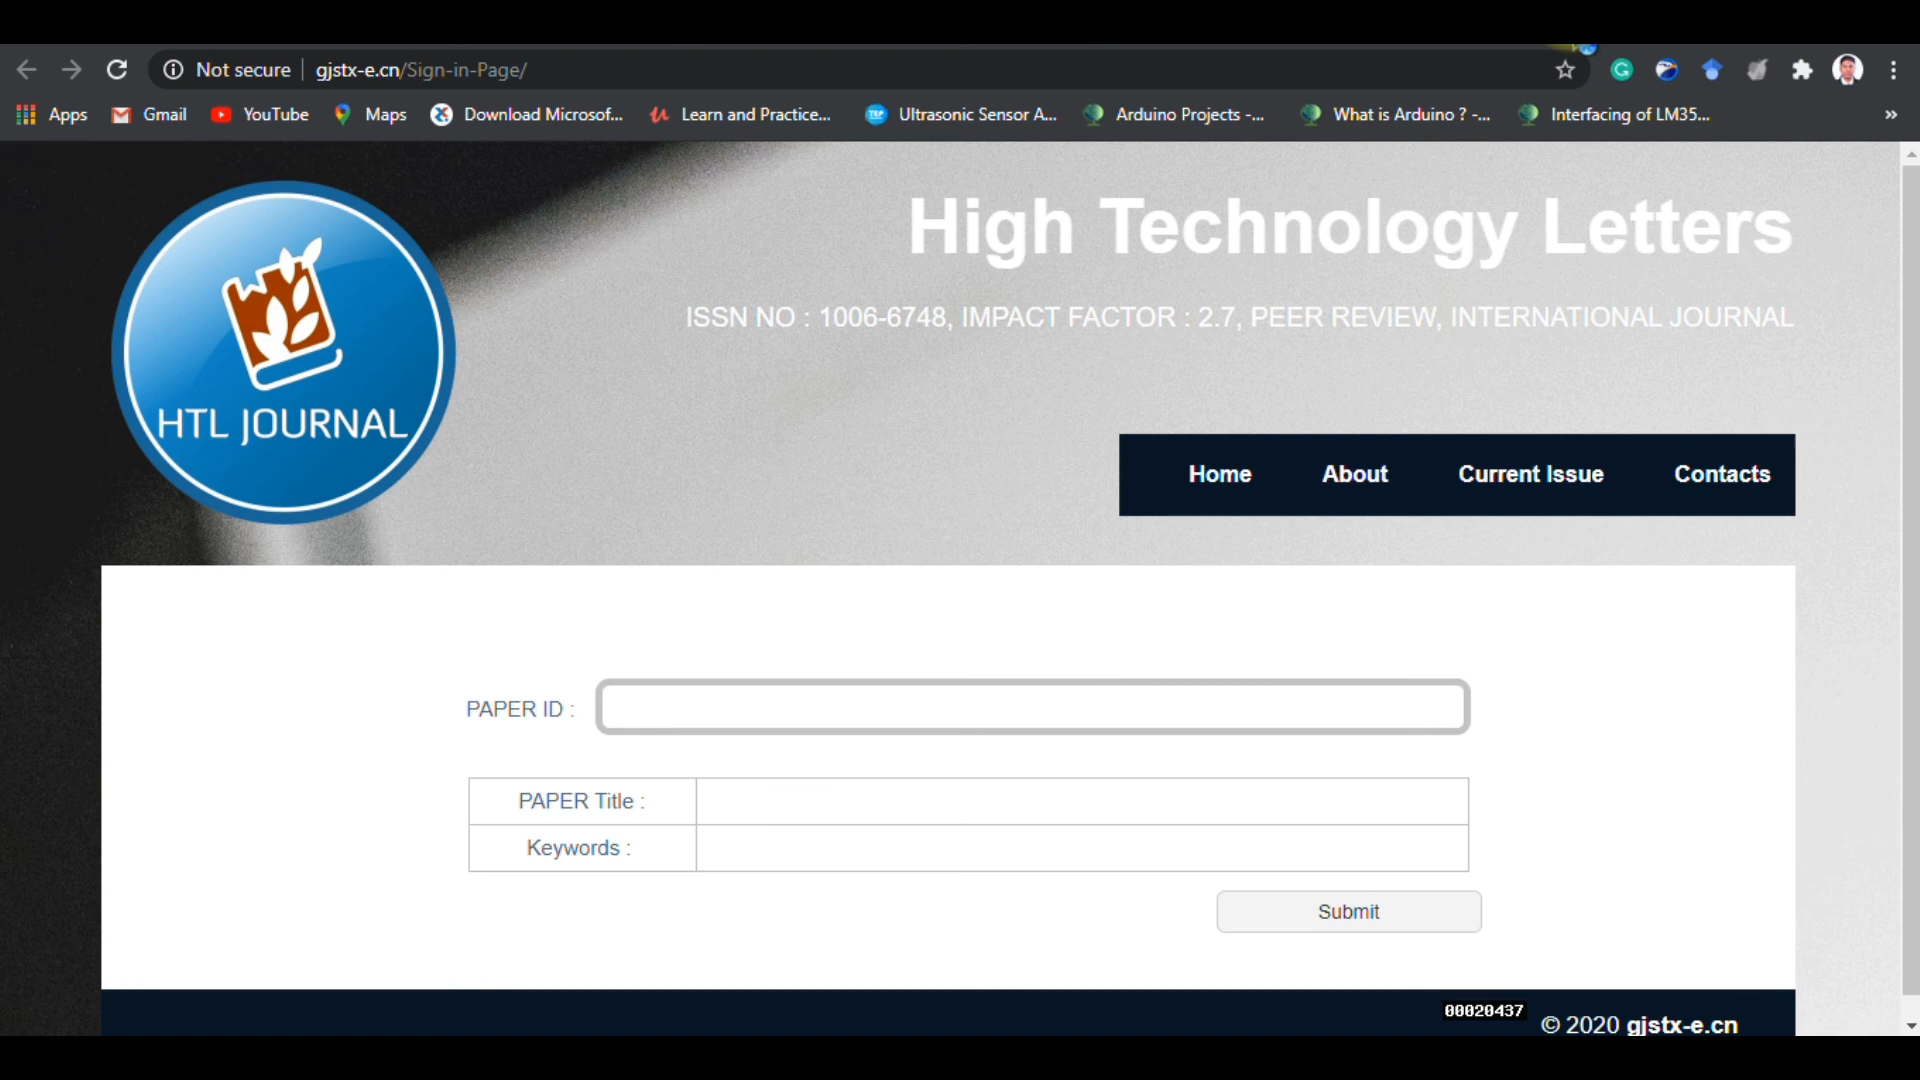 Not secure gjstx-e.cn/Sign-in-Page/
Apps Gmail YouTube Maps Download Microsof... Learn and Practice... Ultrasonic Sensor A... Arduino Projects -... What is Arduino ? -... Interfacing of LM35... »
High Technology Letters
ISSN NO : 1006-6748, IMPACT FACTOR : 2.7, PEER REVIEW, INTERNATIONAL JOURNAL
HTL JOURNAL
Home About Current Issue Contacts
PAPER ID :
PAPER Title :
Keywords :
Submit
00020437
© 2020 gjstx-e.cn